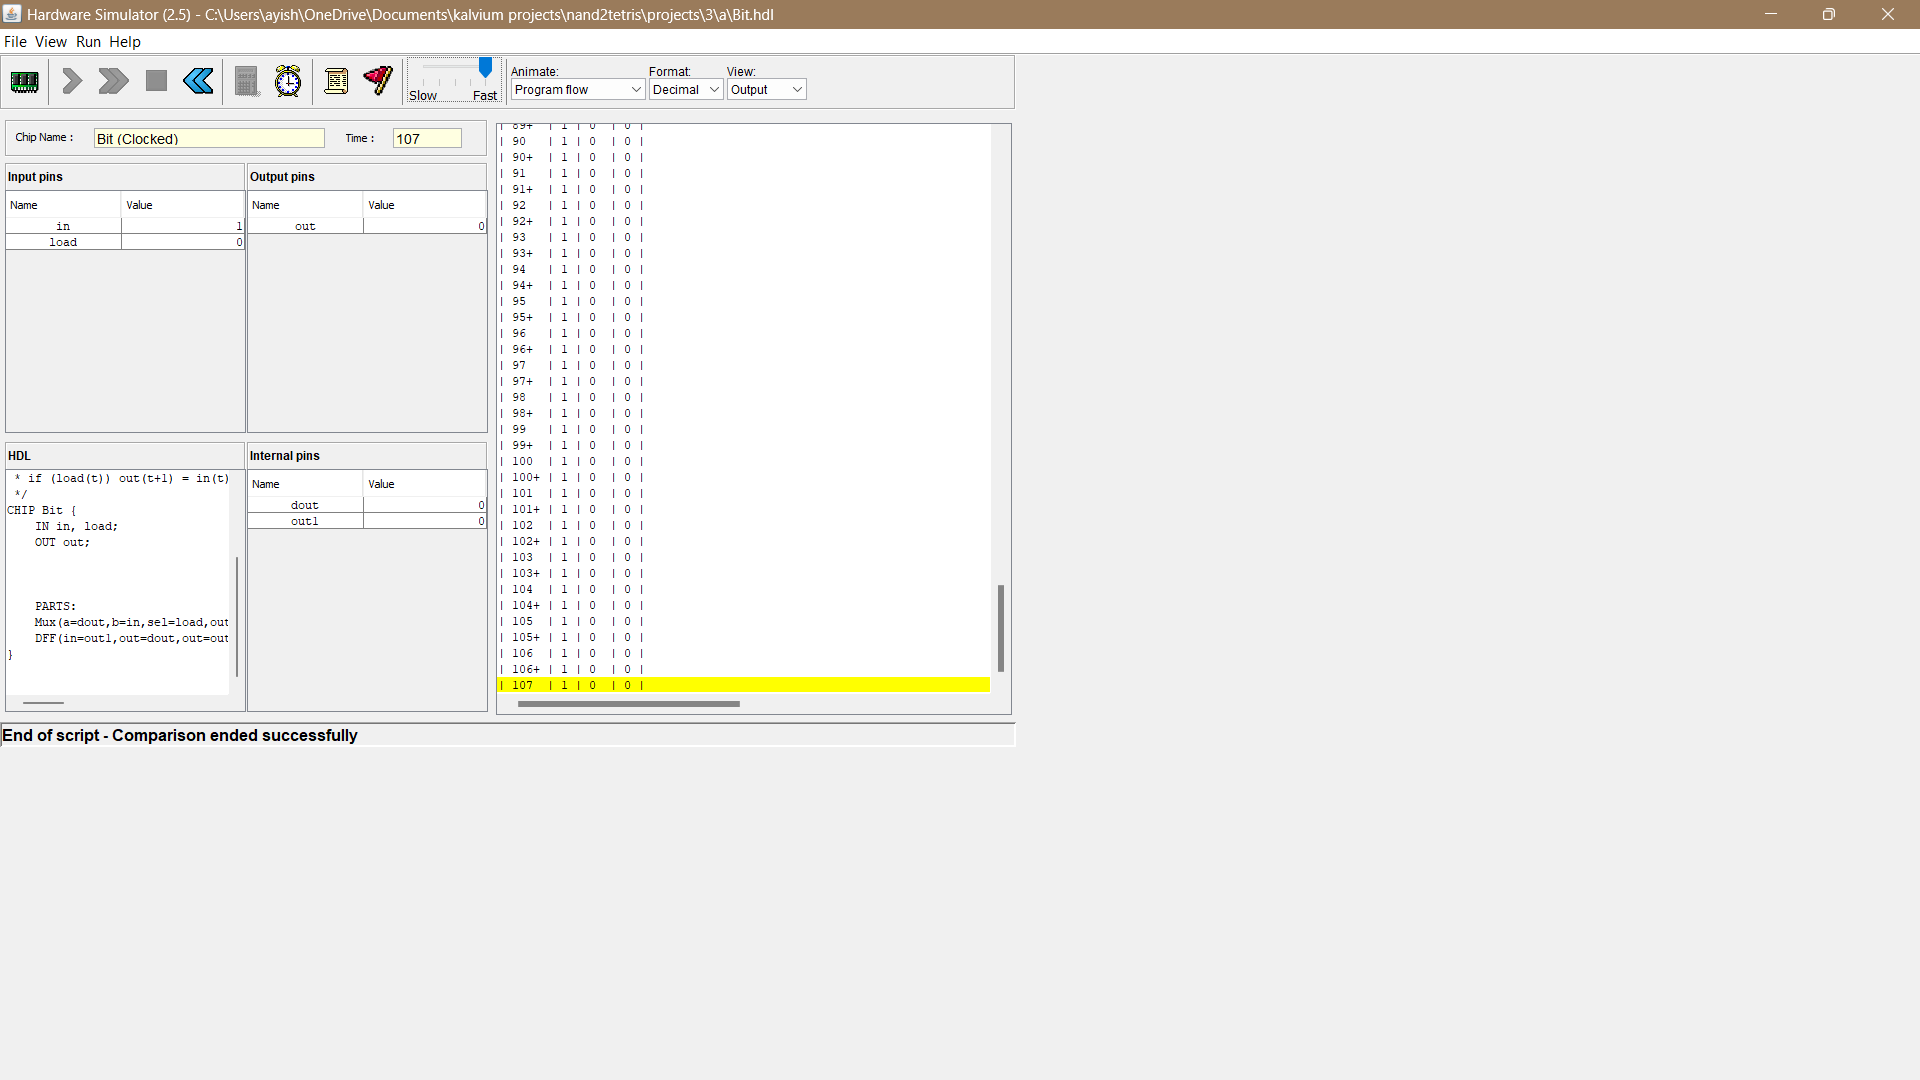 Hardware Simulator (2.5) - C:\Users\ayish\OneDrive\Documents\kalvium projects\nand2tetris\projects\3\a\Bit.hdl
File View Run Help
Slow Fast
Animate:
Program flow
Format:
Decimal
View:
Output
Chip Name :
Bit (Clocked)
Time :
107
Input pins
Name Value
in 1
load 0
Output pins
Name Value
out 0
HDL
* if (load(t)) out(t+1) = in(t)
*/
CHIP Bit {
IN in, load;
OUT out;
PARTS:
Mux(a=dout,b=in,sel=load,out
DFF(in=out1,out=dout,out=out
}
Internal pins
Name Value
dout 0
out1 0
| 89+ | 1 | 0 | 0 |
| 90 | 1 | 0 | 0 |
| 90+ | 1 | 0 | 0 |
| 91 | 1 | 0 | 0 |
| 91+ | 1 | 0 | 0 |
| 92 | 1 | 0 | 0 |
| 92+ | 1 | 0 | 0 |
| 93 | 1 | 0 | 0 |
| 93+ | 1 | 0 | 0 |
| 94 | 1 | 0 | 0 |
| 94+ | 1 | 0 | 0 |
| 95 | 1 | 0 | 0 |
| 95+ | 1 | 0 | 0 |
| 96 | 1 | 0 | 0 |
| 96+ | 1 | 0 | 0 |
| 97 | 1 | 0 | 0 |
| 97+ | 1 | 0 | 0 |
| 98 | 1 | 0 | 0 |
| 98+ | 1 | 0 | 0 |
| 99 | 1 | 0 | 0 |
| 99+ | 1 | 0 | 0 |
| 100 | 1 | 0 | 0 |
| 100+ | 1 | 0 | 0 |
| 101 | 1 | 0 | 0 |
| 101+ | 1 | 0 | 0 |
| 102 | 1 | 0 | 0 |
| 102+ | 1 | 0 | 0 |
| 103 | 1 | 0 | 0 |
| 103+ | 1 | 0 | 0 |
| 104 | 1 | 0 | 0 |
| 104+ | 1 | 0 | 0 |
| 105 | 1 | 0 | 0 |
| 105+ | 1 | 0 | 0 |
| 106 | 1 | 0 | 0 |
| 106+ | 1 | 0 | 0 |
| 107 | 1 | 0 | 0 |
End of script - Comparison ended successfully